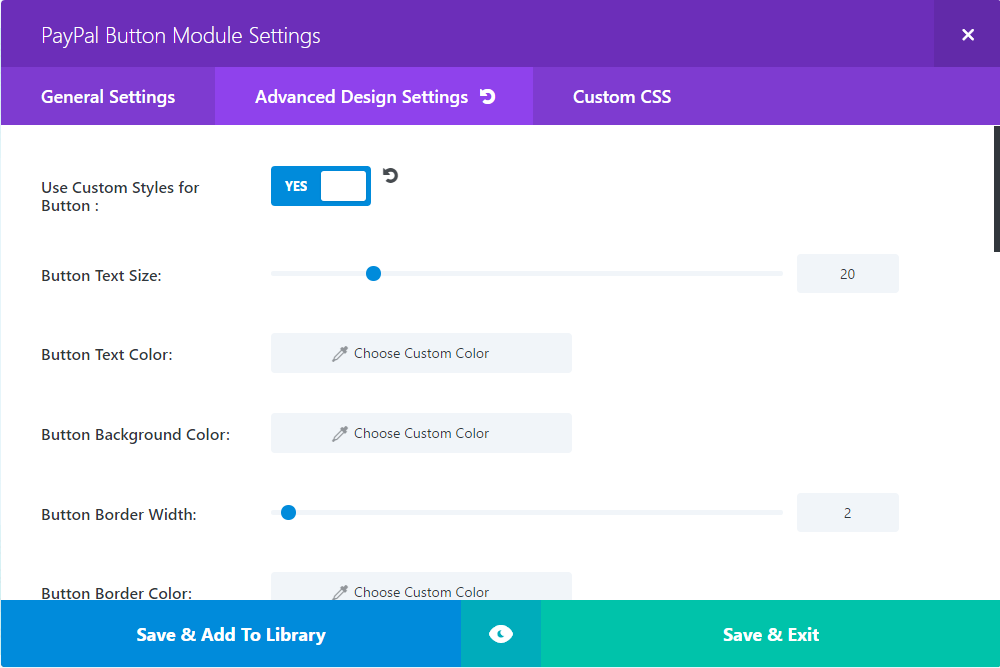 PayPal Button Module Settings
General Settings
Advanced Design Settings
Custom CSS
Use Custom Styles for
Button :
YES
Button Text Size:
20
Button Text Color:
Choose Custom Color
Button Background Color:
Choose Custom Color
Button Border Width:
2
Button Border Color:
Choose Custom Color
Save & Add To Library
Save & Exit